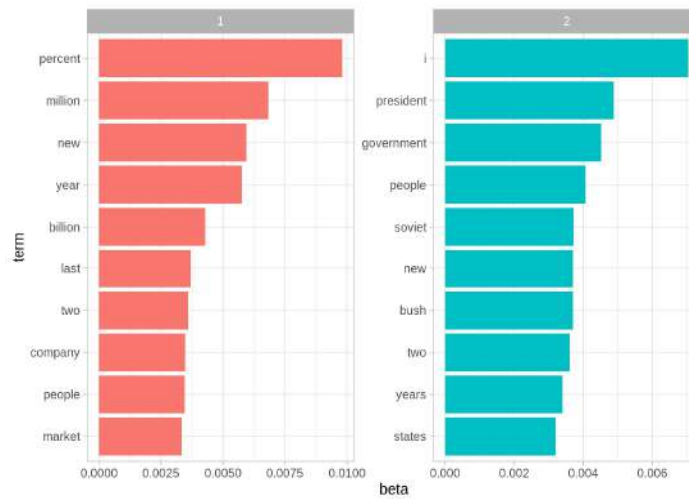 1
2
percent
million
new
year
billion
last
two
company
people
market
i
president
government
people
soviet
new
bush
two
years
states
term
0.0000 0.0025 0.0050 0.0075 0.0100
0.000 0.002 0.004 0.006
beta